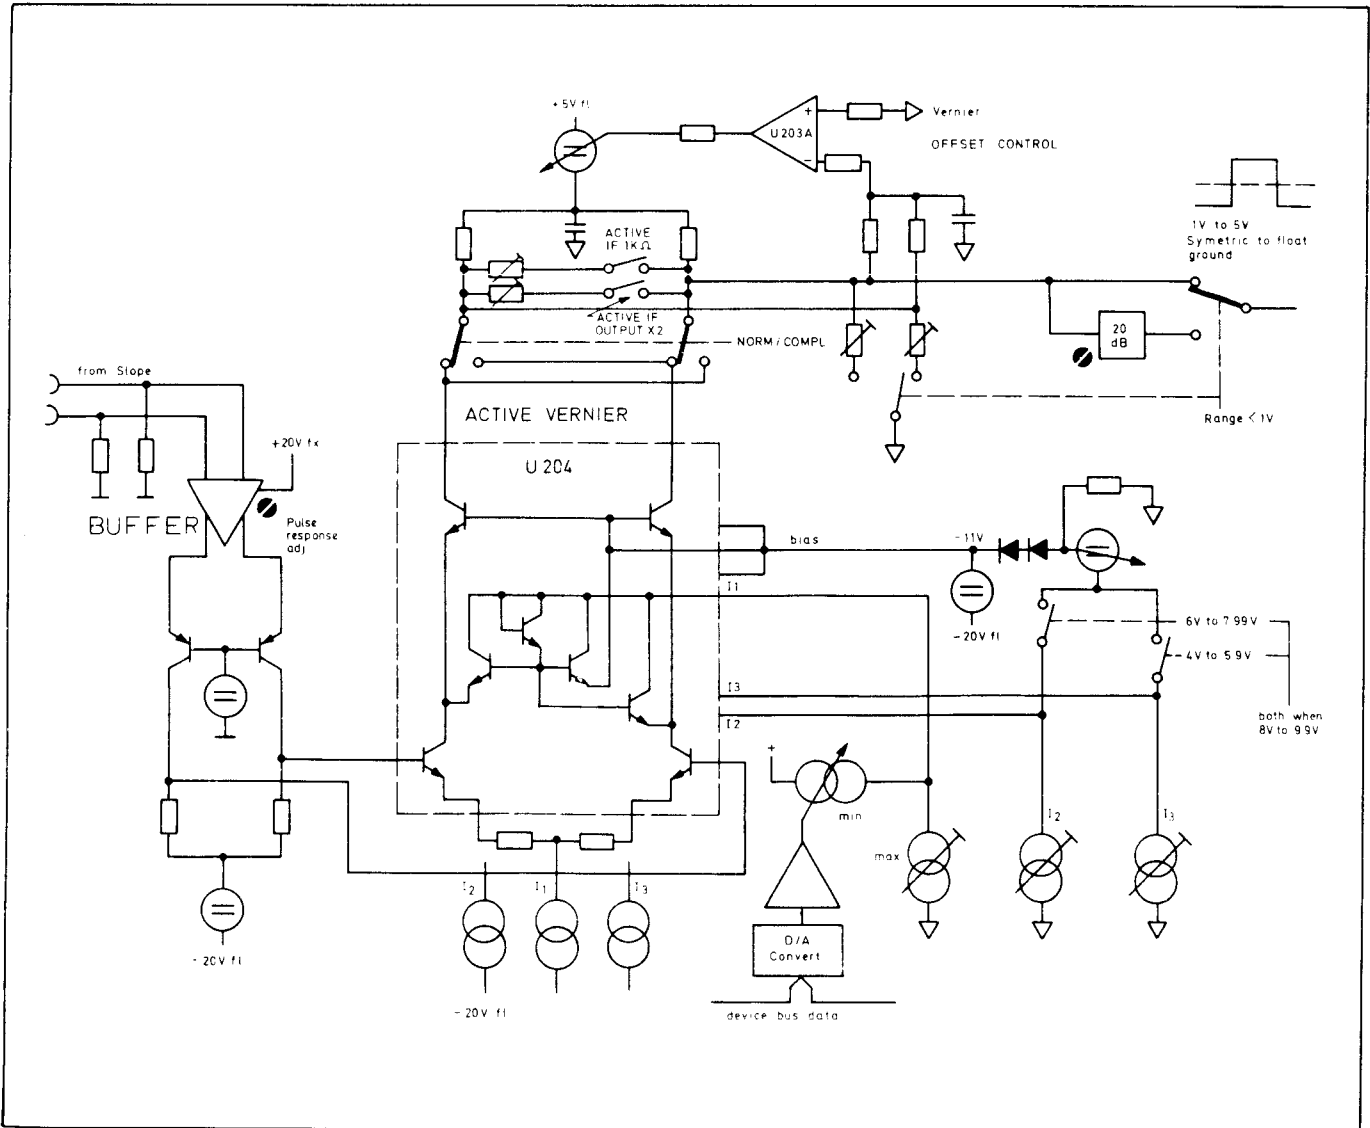 +5V fl
U203A
+
−
Vernier
OFFSET CONTROL
1V to 5V
Symetric to float
ground
ACTIVE
IF 1KΩ
ACTIVE IF
OUTPUT X2
NORM / COMPL
20
dB
Range < 1V
from Slope
+20V fx
BUFFER
Pulse
response
adj
ACTIVE VERNIER
U 204
bias
-11V
-20V fl
I1
6V to 7.99V
4V to 5.9V
both when
8V to 9.9V
I3
I2
+
min
max
I2
I3
I2
I1
I3
-20V fl
-20V fl
D/A
Convert
device bus data